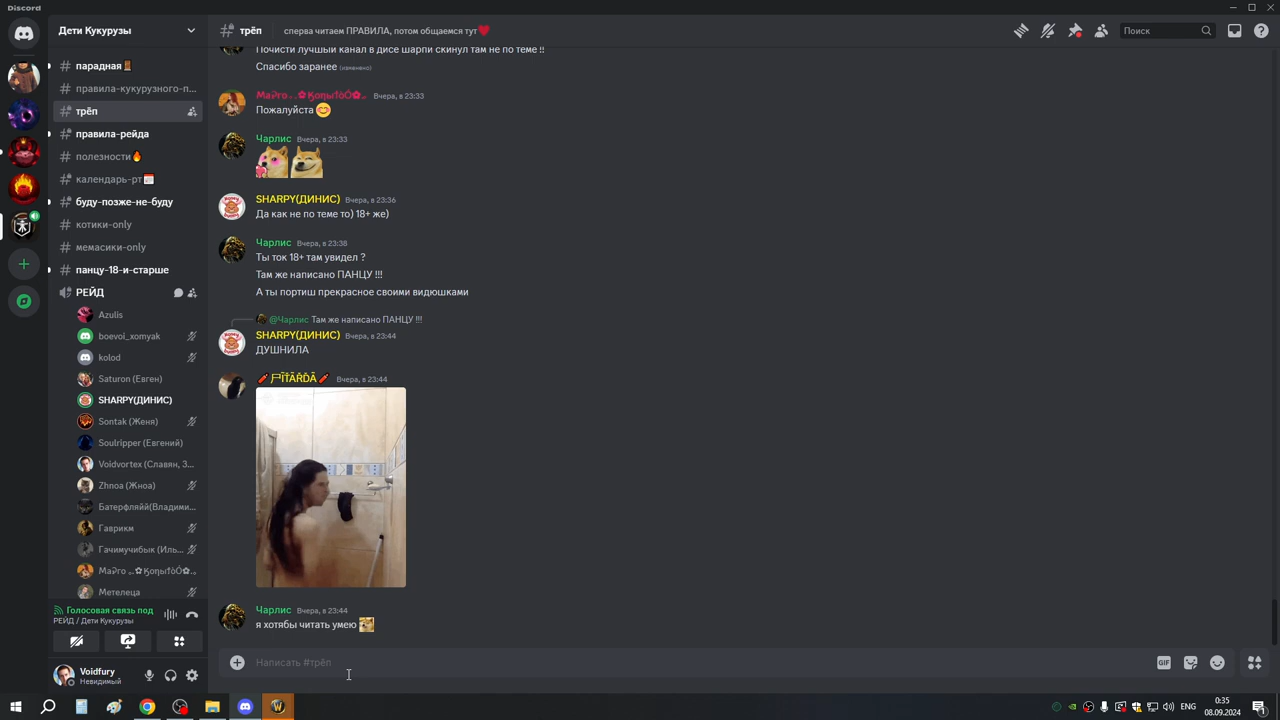 Discord
Дети Кукурузы
трёп
сперва читаем ПРАВИЛА, потом общаемся тут❤️
Поиск
парадная🚪
правила-кукурузного-п...
трёп
правила-рейда
полезности🔥
календарь-рт📅
буду-позже-не-буду
котики-only
мемасики-only
панцу-18-и-старше
РЕЙД
Azulis
boevoi_xomyak
kolod
Saturon (Евген)
SHARPY(ДИНИС)
Sontak (Женя)
Soulripper (Евгений)
Voidvortex (Славян, З...
Zhnoa (Жноа)
Батерфляйй(Владими...
Гаврикм
Гачимучибык (Иль...
Метелеца
Голосовая связь под
РЕЙД / Дети Кукурузы
Voidfury
Невидимый
Почисти лучшый канал в дисе шарпи скинул там не по теме !!
Спасибо заранее (изменено)
Вчера, в 23:33
Пожалуйста 😊
Чарлис Вчера, в 23:33
SHARPY(ДИНИС) Вчера, в 23:36
Да как не по теме то) 18+ же)
Чарлис Вчера, в 23:38
Ты ток 18+ там увидел ?
Там же написано ПАНЦУ !!!
А ты портиш прекрасное своими видюшками
@Чарлис Там же написано ПАНЦУ !!!
SHARPY(ДИНИС) Вчера, в 23:44
ДУШНИЛА
Вчера, в 23:44
Чарлис Вчера, в 23:44
я хотябы читать умею
Написать #трёп
GIF
ENG
0:35
08.09.2024